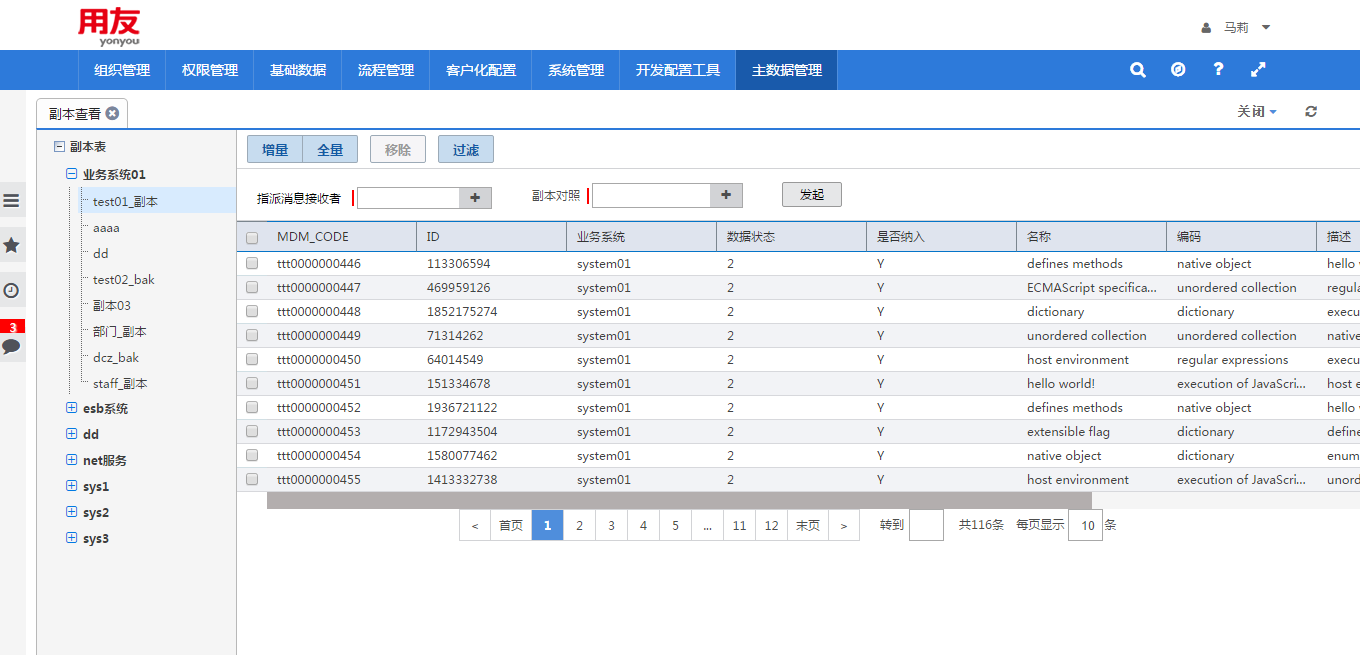 用友
yonyou
马莉
组织管理 权限管理 基础数据 流程管理 客户化配置 系统管理 开发配置工具 主数据管理
副本查看 关闭
副本表
业务系统01
test01_副本
aaaa
dd
test02_bak
副本03
部门_副本
dcz_bak
staff_副本
esb系统
dd
net服务
sys1
sys2
sys3
3
增量 全量 移除 过滤
指派消息接收者 副本对照 发起
MDM_CODE ID 业务系统 数据状态 是否纳入 名称 编码 描述
ttt0000000446 113306594 system01 2 Y defines methods native object hello
ttt0000000447 469959126 system01 2 Y ECMAScript specifica... unordered collection regula
ttt0000000448 1852175274 system01 2 Y dictionary dictionary execu
ttt0000000449 71314262 system01 2 Y unordered collection unordered collection native
ttt0000000450 64014549 system01 2 Y host environment regular expressions execu
ttt0000000451 151334678 system01 2 Y hello world! execution of JavaScri... host e
ttt0000000452 1936721122 system01 2 Y defines methods native object hello
ttt0000000453 1172943504 system01 2 Y extensible flag dictionary define
ttt0000000454 1580077462 system01 2 Y native object dictionary enum
ttt0000000455 1413332738 system01 2 Y host environment execution of JavaScri... unord
< 首页 1 2 3 4 5 ... 11 12 末页 > 转到 共116条 每页显示 10 条